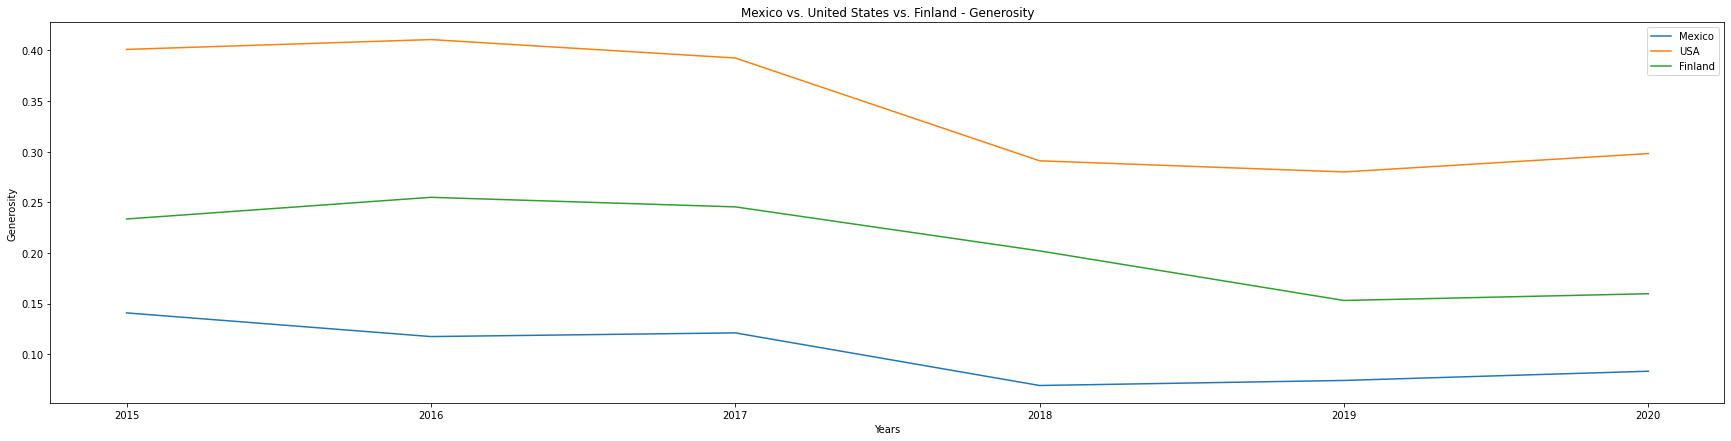 Mexico vs. United States vs. Finland - Generosity
Mexico
USA
Finland
Generosity
0.40
0.35
0.30
0.25
0.20
0.15
0.10
2015 2016 2017 2018 2019 2020
Years